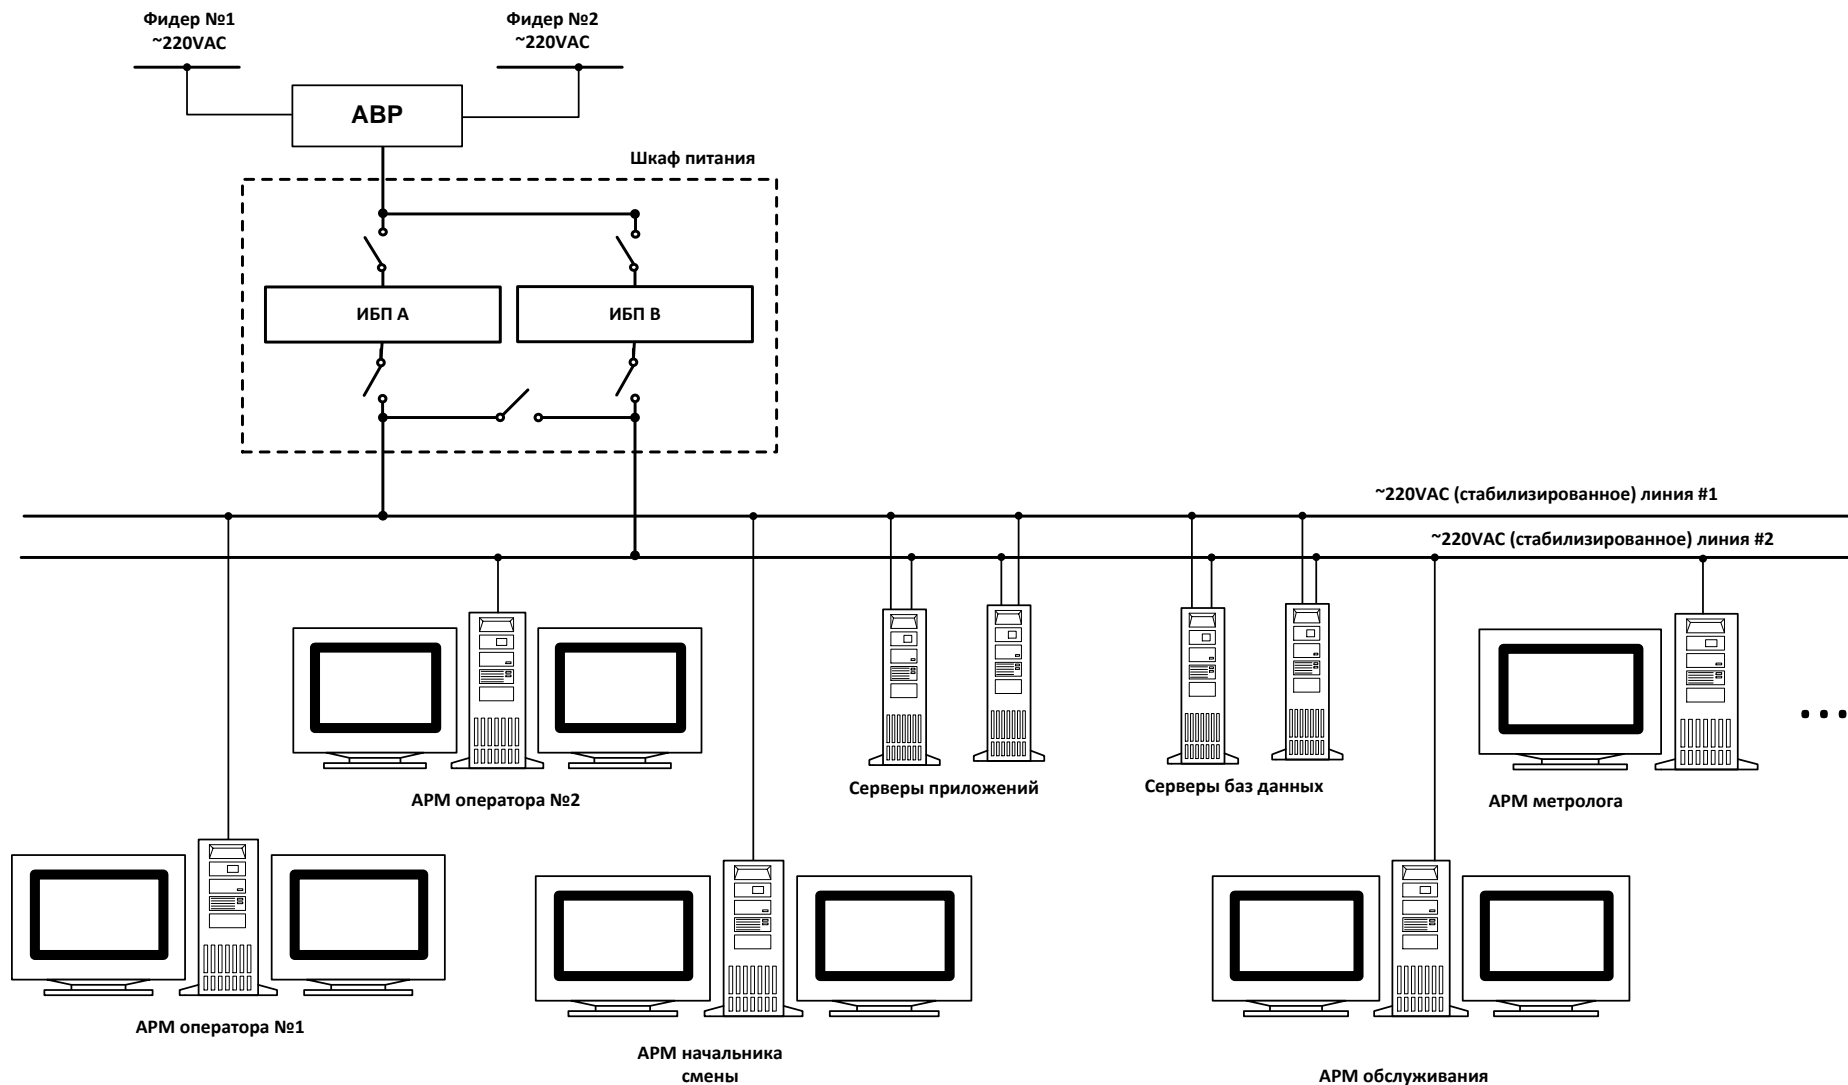 Фидер №1
~220VAC
Фидер №2
~220VAC
АВР
Шкаф питания
ИБП А
ИБП В
~220VAC (стабилизированное) линия #1
~220VAC (стабилизированное) линия #2
АРМ оператора №2
Серверы приложений
Серверы баз данных
АРМ метролога
...
АРМ оператора №1
АРМ начальника
смены
АРМ обслуживания